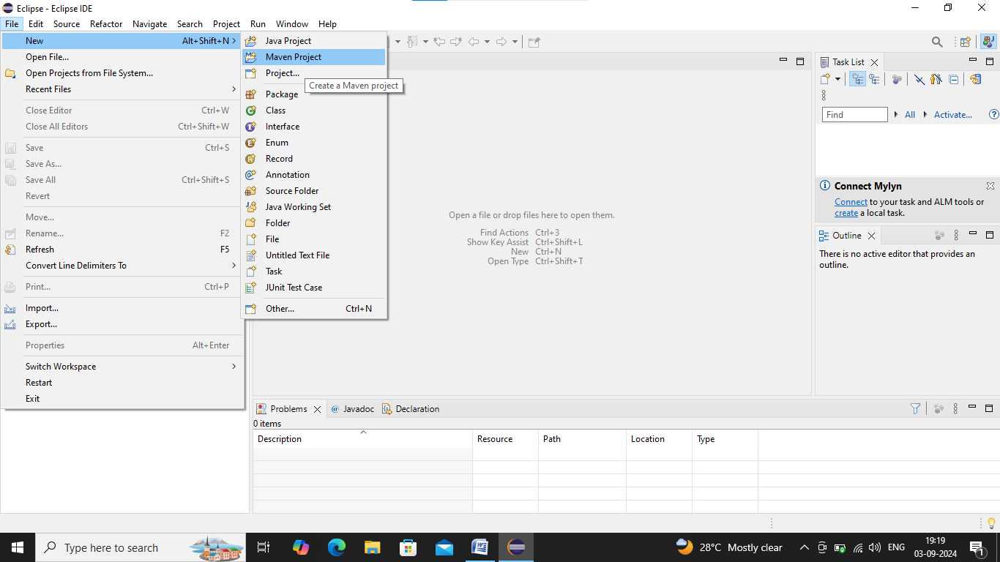 Eclipse - Eclipse IDE
File Edit Source Refactor Navigate Search Project Run Window Help
New Alt+Shift+N
Open File...
Open Projects from File System...
Recent Files
Close Editor Ctrl+W
Close All Editors Ctrl+Shift+W
Save Ctrl+S
Save As...
Save All Ctrl+Shift+S
Revert
Move...
Rename... F2
Refresh F5
Convert Line Delimiters To
Print... Ctrl+P
Import...
Export...
Properties Alt+Enter
Switch Workspace
Restart
Exit
Java Project
Maven Project
Project...
Create a Maven project
Package
Class
Interface
Enum
Record
Annotation
Source Folder
Java Working Set
Folder
File
Untitled Text File
Task
JUnit Test Case
Other... Ctrl+N
Open a file or drop files here to open them.
Find Actions Ctrl+3
Show Key Assist Ctrl+Shift+L
New Ctrl+N
Open Type Ctrl+Shift+T
Task List
Find All Activate...
Connect Mylyn
Connect to your task and ALM tools or
create a local task.
Outline
There is no active editor that provides an
outline.
Problems @ Javadoc Declaration
0 items
Description Resource Path Location Type
Type here to search
28°C Mostly clear
ENG
19:19
03-09-2024
1